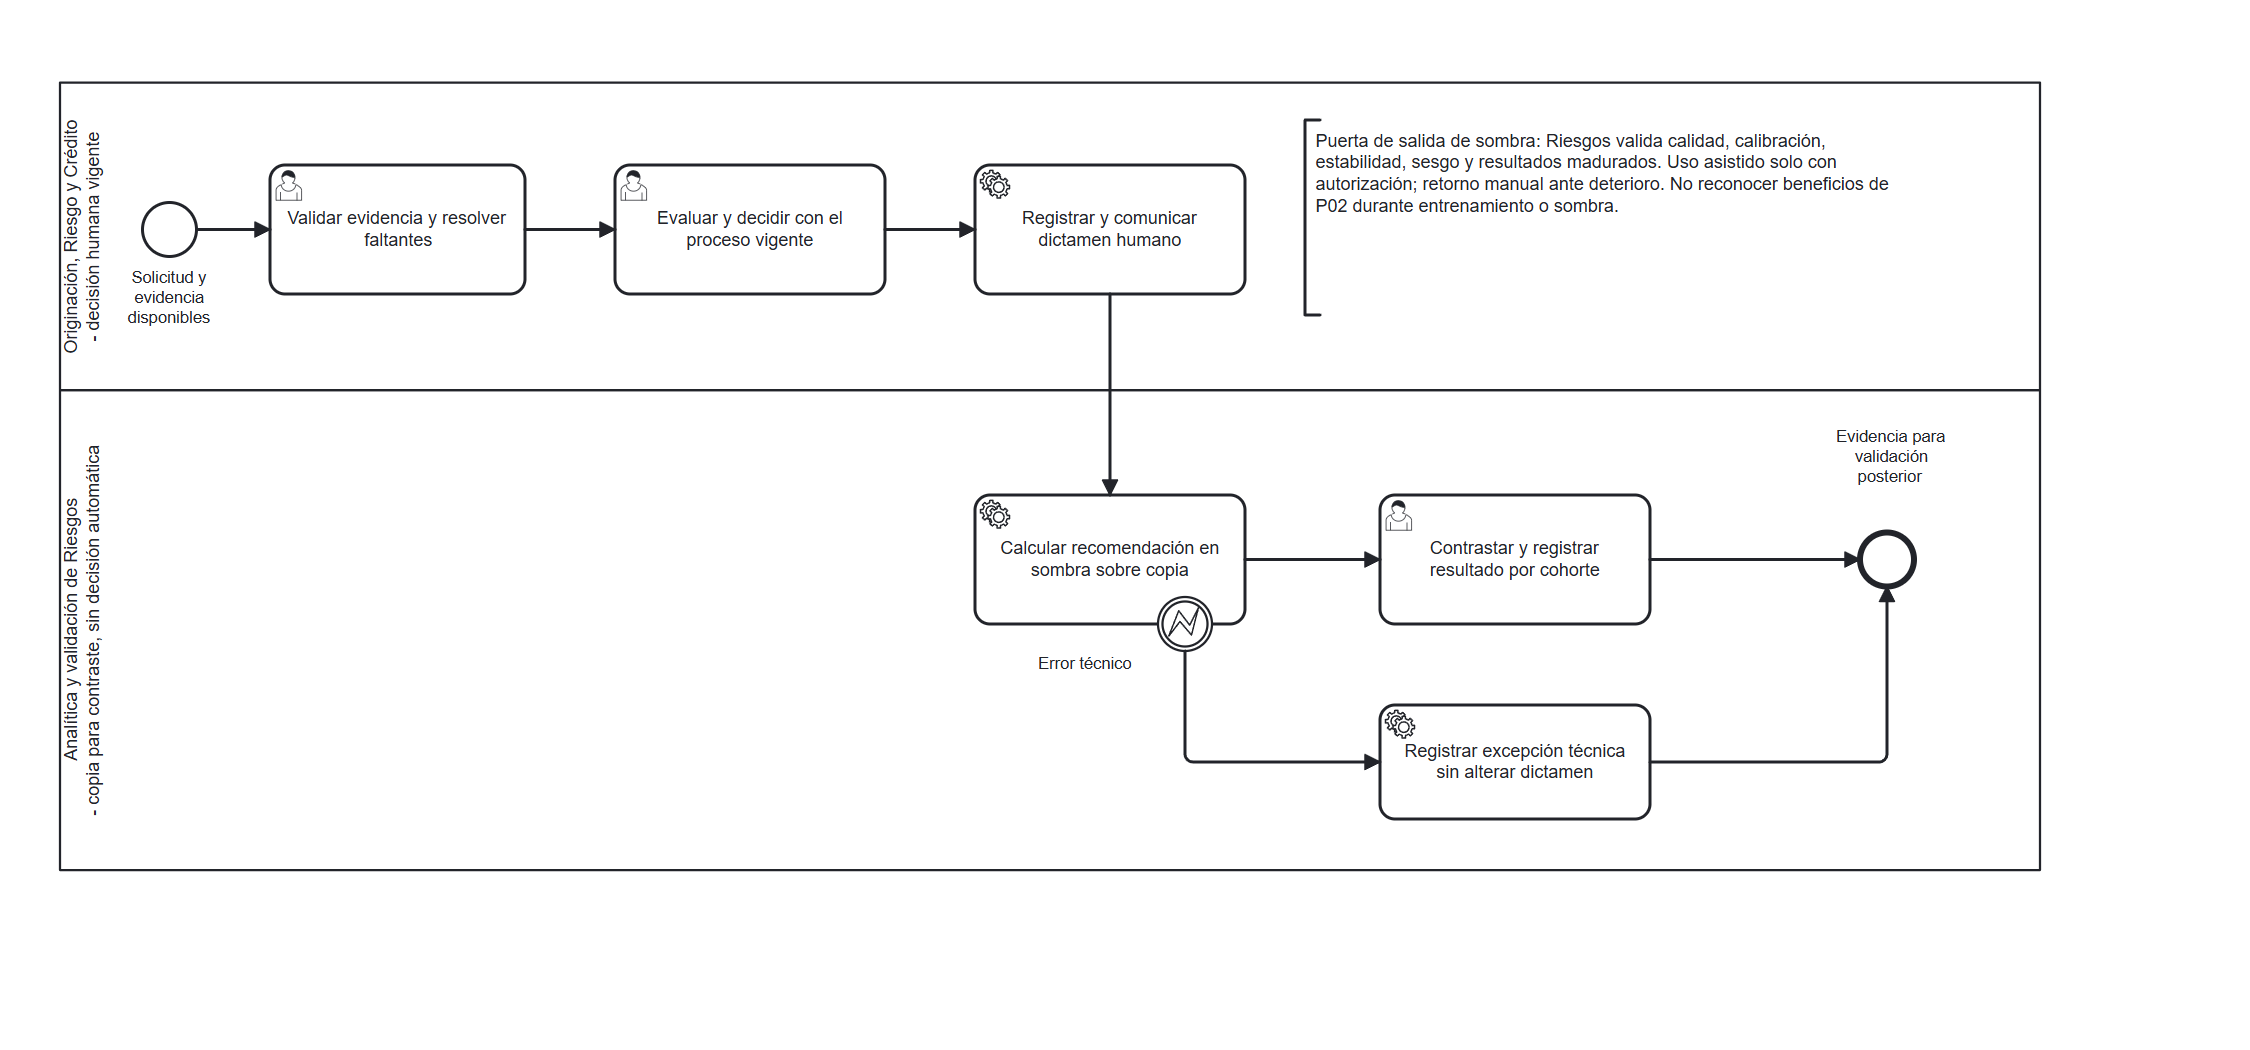 Originación, Riesgo y Crédito
- decisión humana vigente
Solicitud y
evidencia
disponibles
Validar evidencia y resolver
faltantes
Evaluar y decidir con el
proceso vigente
Registrar y comunicar
dictamen humano
Puerta de salida de sombra: Riesgos valida calidad, calibración,
estabilidad, sesgo y resultados madurados. Uso asistido solo con
autorización; retorno manual ante deterioro. No reconocer beneficios de
P02 durante entrenamiento o sombra.
Analítica y validación de Riesgos
- copia para contraste, sin decisión automática
Calcular recomendación en
sombra sobre copia
Error técnico
Contrastar y registrar
resultado por cohorte
Evidencia para
validación
posterior
Registrar excepción técnica
sin alterar dictamen